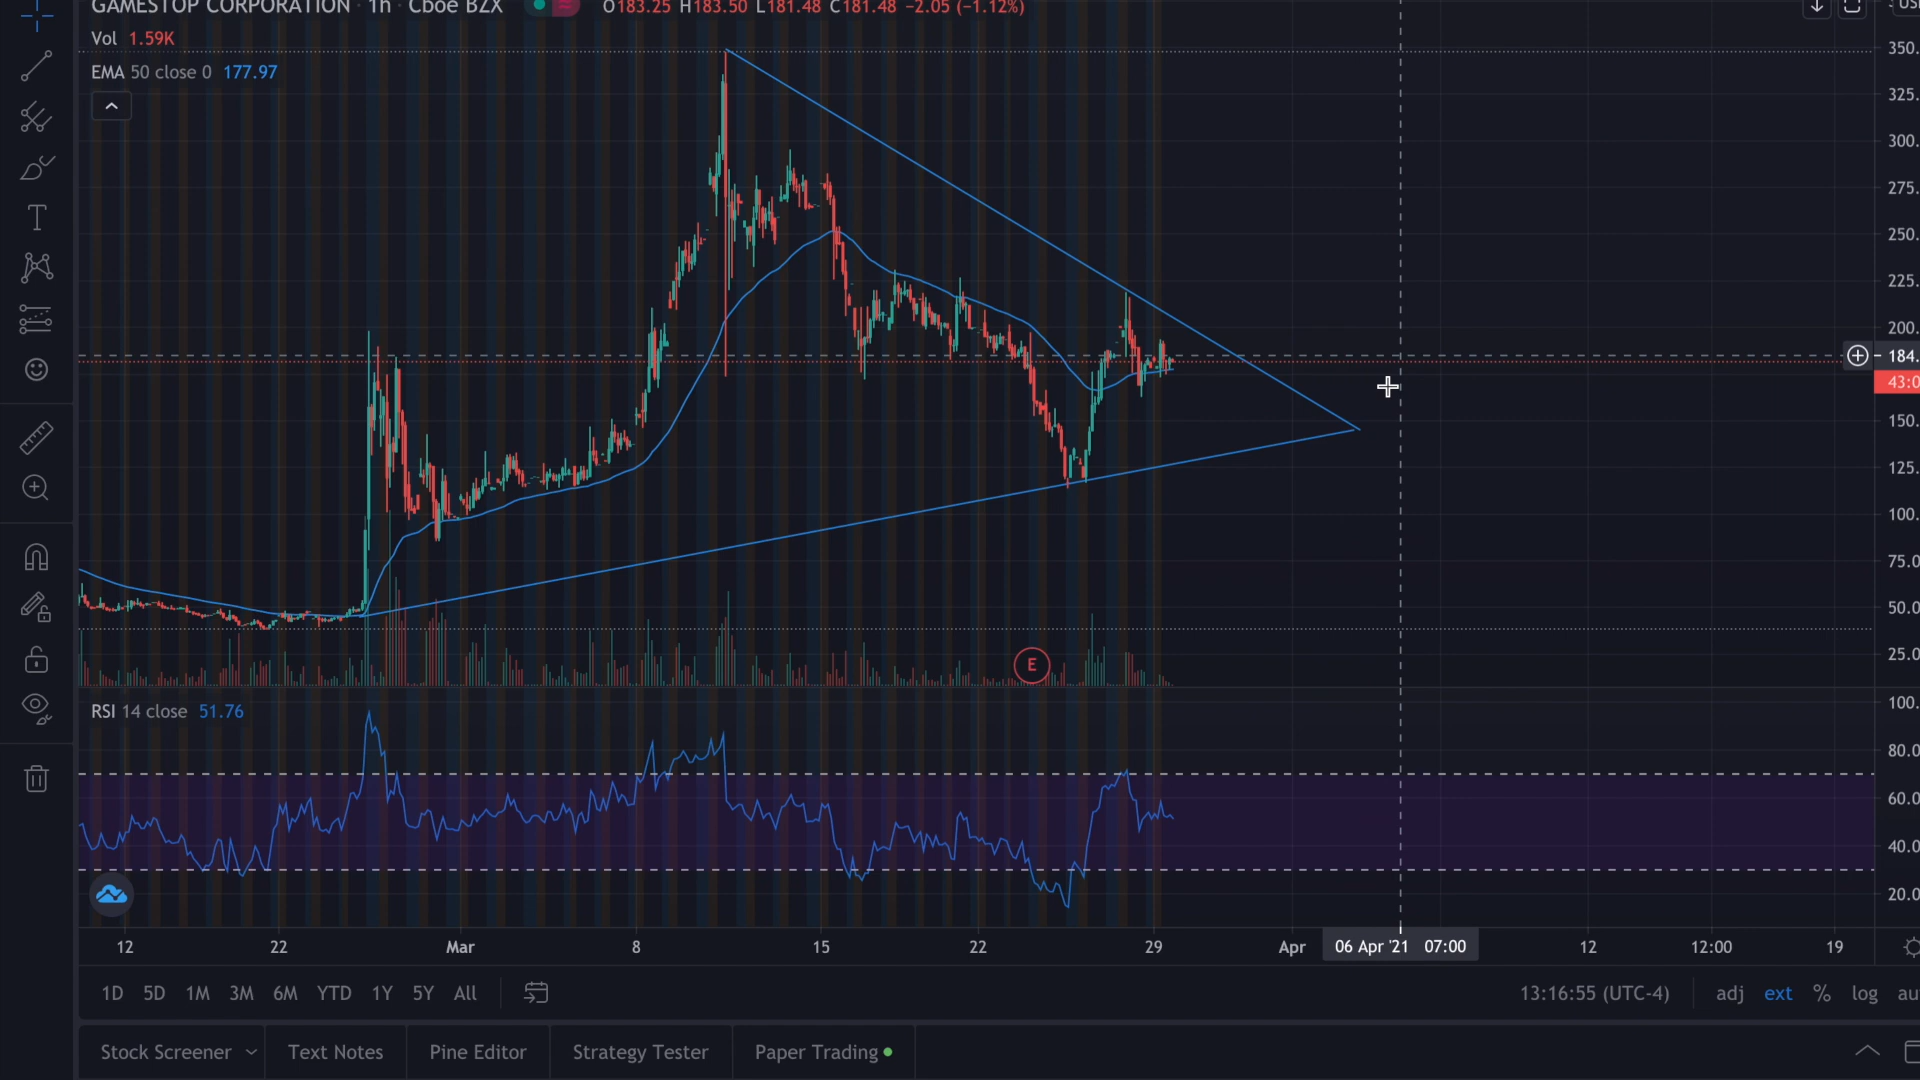 GAMESTOP CORPORATION · 1h · Cboe BZX O183.25 H183.50 L181.48 C181.48 −2.05 (−1.12%)
Vol 1.59K
EMA 50 close 0 177.97
350.
325.
300.
275.
250.
225.
200.
184.
43:0
150.
125.
100.
75.0
50.0
25.0
E
RSI 14 close 51.76
100.
80.0
60.0
40.0
20.0
12 22 Mar 8 15 22 29 Apr 06 Apr '21 07:00 12 12:00 19
1D 5D 1M 3M 6M YTD 1Y 5Y All 13:16:55 (UTC-4) adj ext % log au
Stock Screener Text Notes Pine Editor Strategy Tester Paper Trading